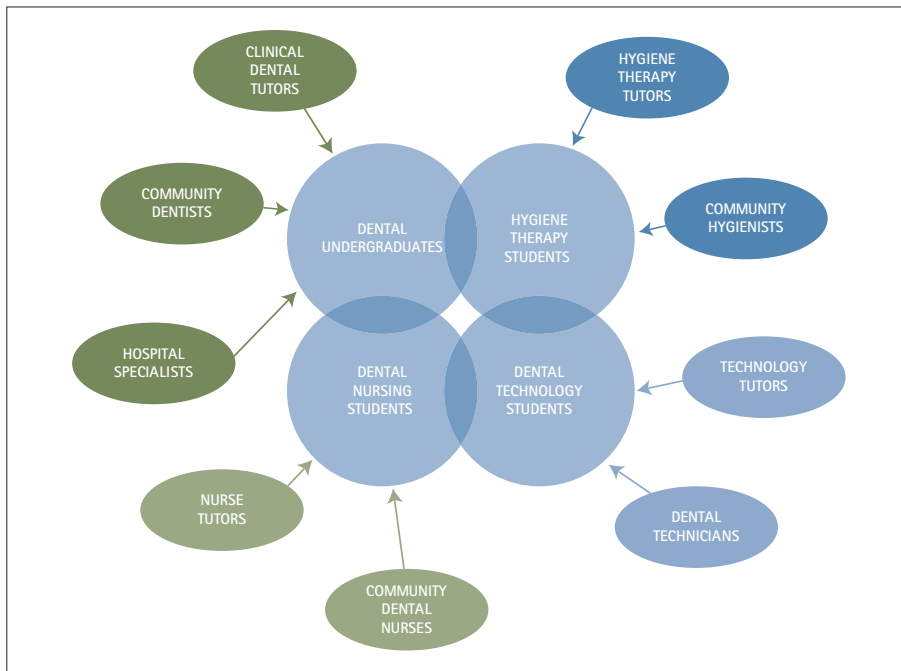 CLINICAL
DENTAL
TUTORS
HYGIENE
THERAPY
TUTORS
COMMUNITY
DENTISTS
DENTAL
UNDERGRADUATES
HYGIENE
THERAPY
STUDENTS
COMMUNITY
HYGIENISTS
HOSPITAL
SPECIALISTS
DENTAL
NURSING
STUDENTS
DENTAL
TECHNOLOGY
STUDENTS
TECHNOLOGY
TUTORS
NURSE
TUTORS
DENTAL
TECHNICIANS
COMMUNITY
DENTAL
NURSES